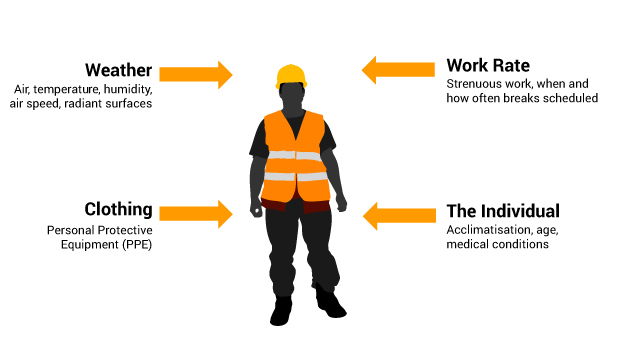 Weather
Air, temperature, humidity,
air speed, radiant surfaces
Work Rate
Strenuous work, when and
how often breaks scheduled
Clothing
Personal Protective
Equipment (PPE)
The Individual
Acclimatisation, age,
medical conditions